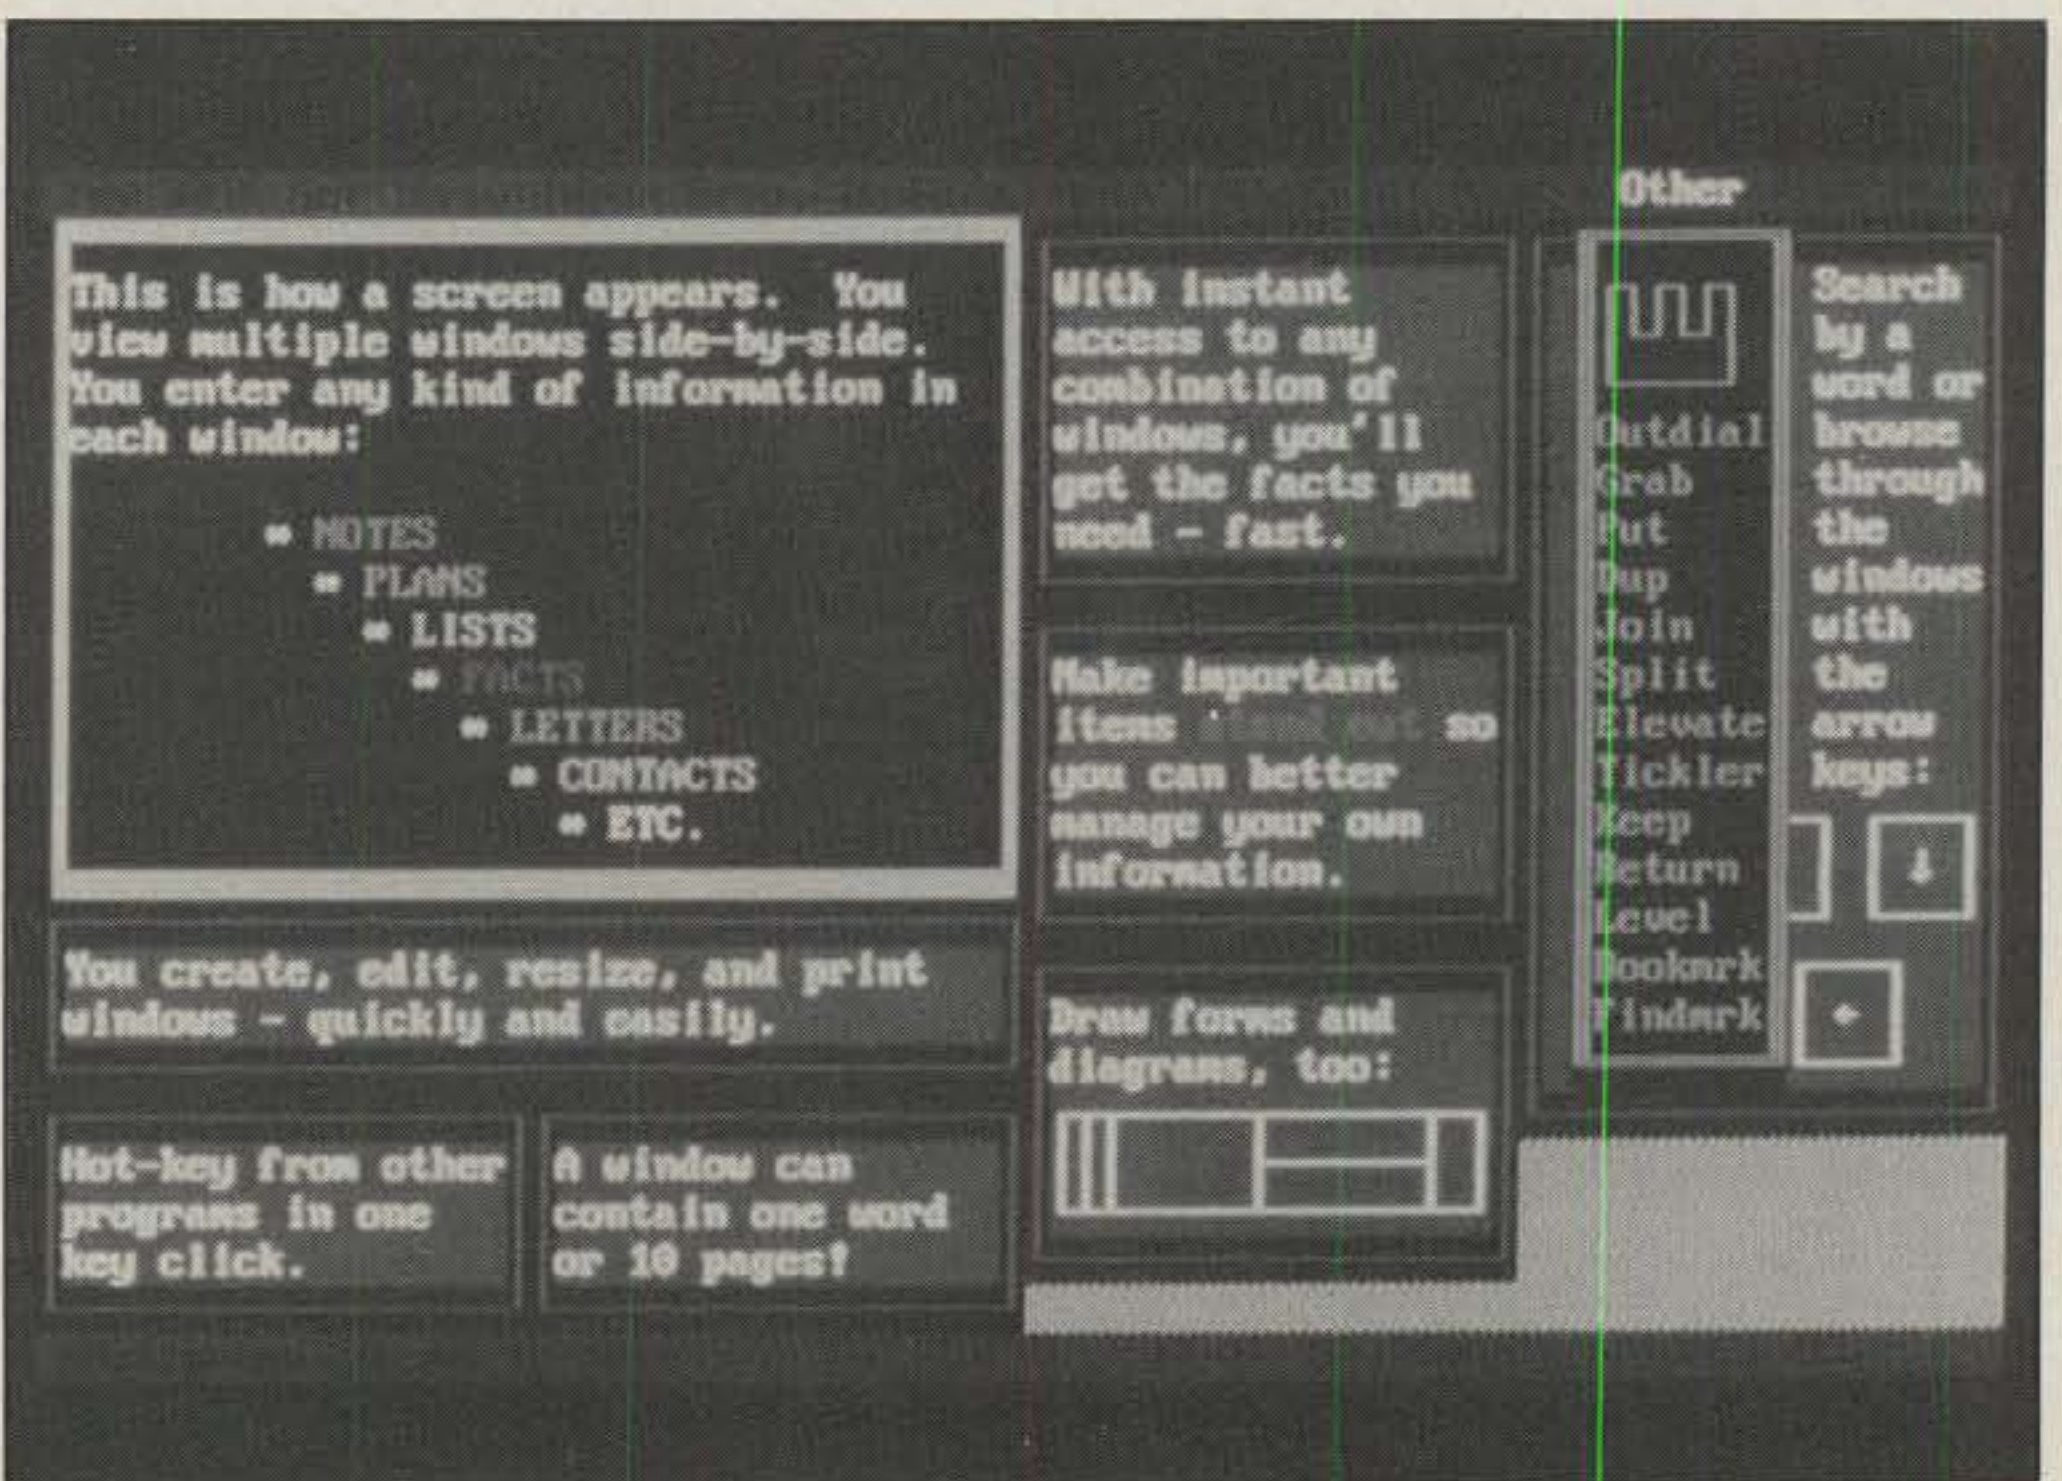 This is how a screen appears.  You
view multiple windows side-by-side.
You enter any kind of information in
each window:
NOTES
PLANS
LISTS
FACTS
LETTERS
CONTACTS
ETC.
You create, edit, resize, and print
windows - quickly and easily.
Hot-key from other
programs in one
key click.
A window can
contain one word
or 10 pages!
With instant
access to any
combination of
windows, you'll
get the facts you
need - fast.
Make important
items stand out so
you can better
manage your own
information.
Draw forms and
diagrams, too:
Other
Outdial
Grab
Put
Dup
Join
Split
Elevate
Tickler
Keep
Return
Level
Bookmrk
Findmrk
Search
by a
word or
browse
through
the
windows
with
the
arrow
keys:
↓
←